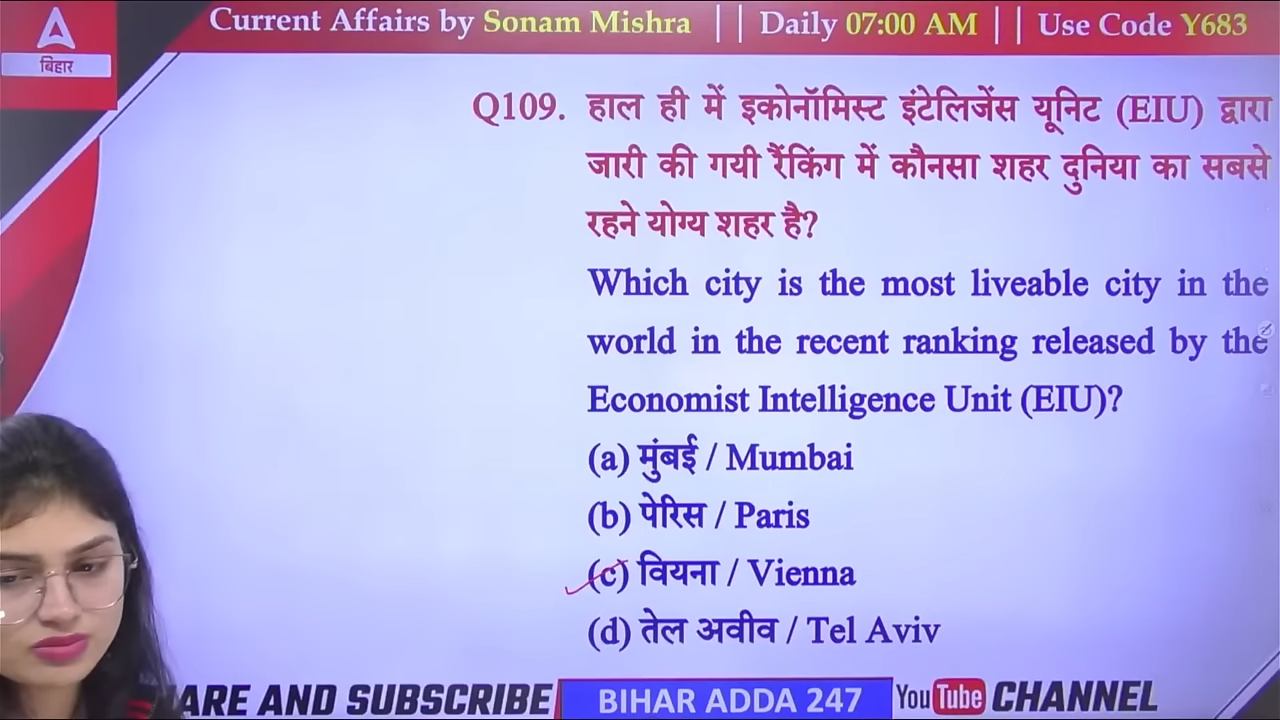 Current Affairs by Sonam Mishra || Daily 07:00 AM || Use Code Y683
बिहार
Q109. हाल ही में इकोनॉमिस्ट इंटेलिजेंस यूनिट (EIU) द्वारा
जारी की गयी रैंकिंग में कौनसा शहर दुनिया का सबसे
रहने योग्य शहर है?
Which city is the most liveable city in the
world in the recent ranking released by the
Economist Intelligence Unit (EIU)?
(a) मुंबई / Mumbai
(b) पेरिस / Paris
(c) वियना / Vienna
(d) तेल अवीव / Tel Aviv
ARE AND SUBSCRIBE BIHAR ADDA 247 YouTube CHANNEL